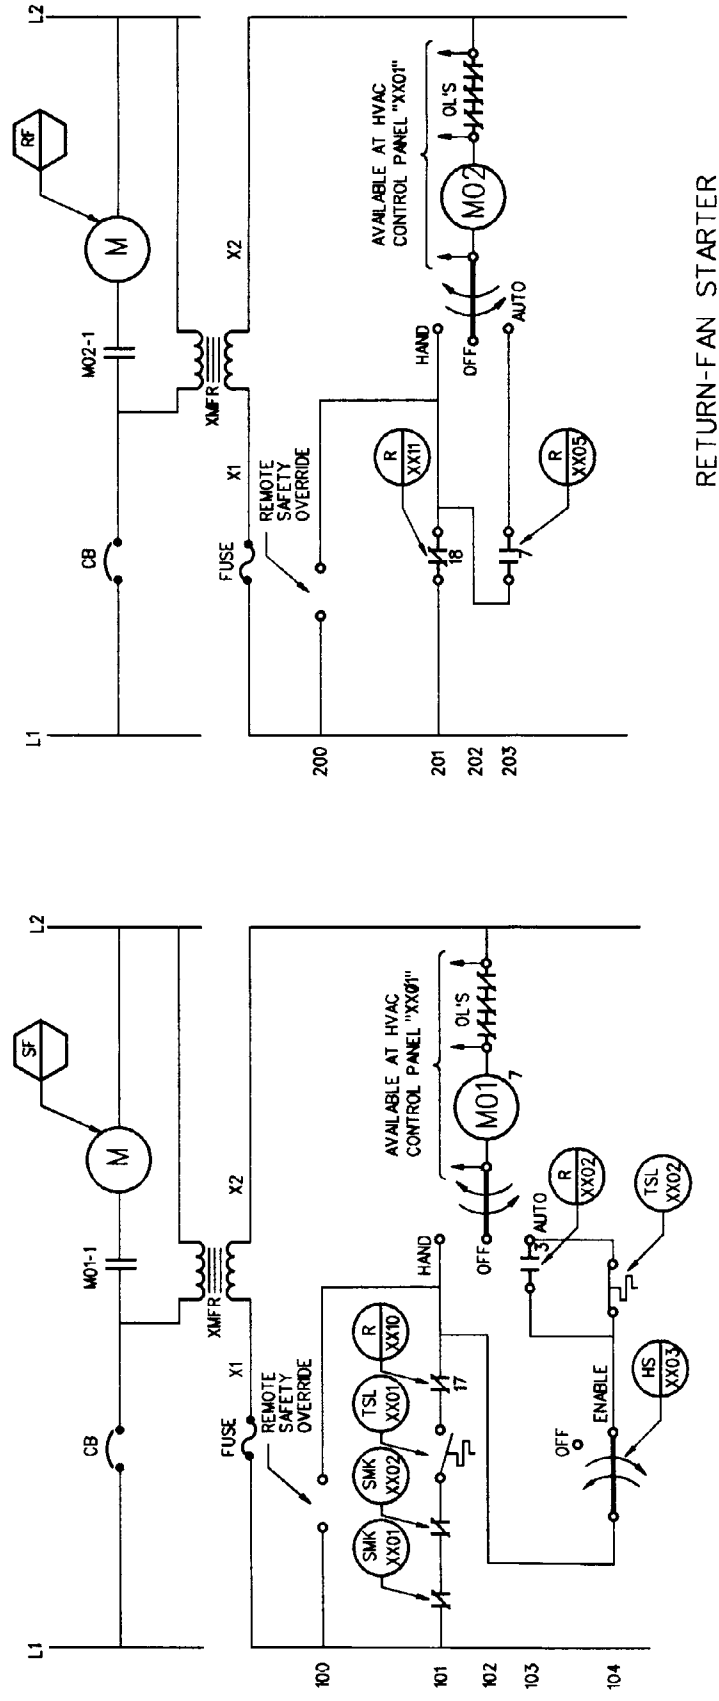 L1
L2
CB
M01-1
M
SF
XMFR
X1
X2
FUSE
REMOTE
SAFETY
OVERRIDE
100
101
102
103
104
SMK
XX01
SMK
XX02
TSL
XX01
R
XX10
17
HAND
OFF
AUTO
AVAILABLE AT HVAC
CONTROL PANEL "XX01"
M01
7
OL'S
3
R
XX02
TSL
XX02
OFF
ENABLE
HS
XX03
L1
L2
CB
M02-1
M
RF
XMFR
X1
X2
FUSE
REMOTE
SAFETY
OVERRIDE
200
201
202
203
R
XX11
18
HAND
OFF
AUTO
AVAILABLE AT HVAC
CONTROL PANEL "XX01"
M02
OL'S
7
R
XX05
RETURN-FAN STARTER